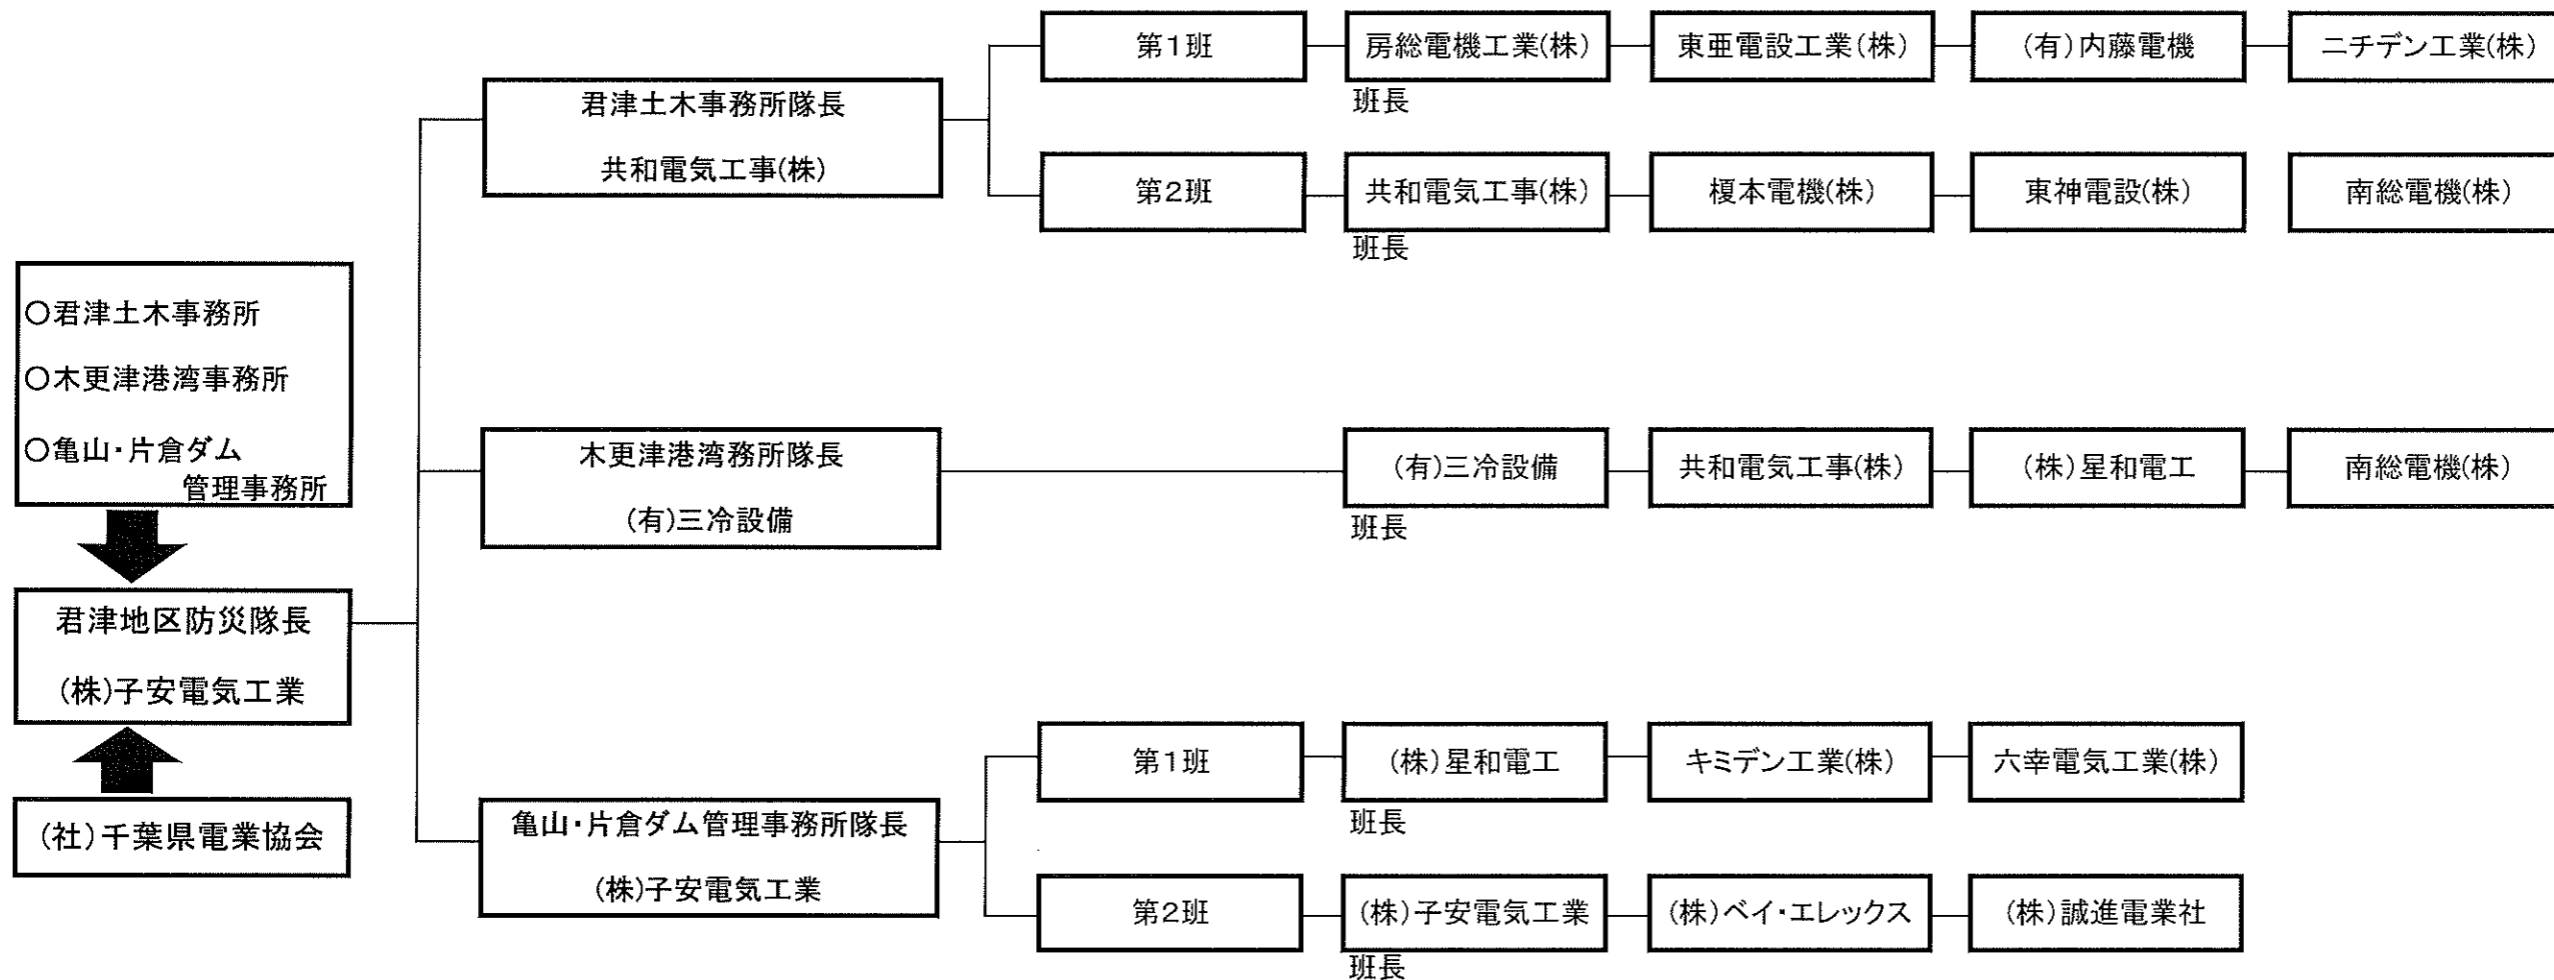 ○君津土木事務所
○木更津港湾事務所
○亀山・片倉ダム
管理事務所
君津地区防災隊長
(株)子安電気工業
(社)千葉県電業協会
君津土木事務所隊長
共和電気工事(株)
第1班
房総電機工業(株)
班長
東亜電設工業(株)
(有)内藤電機
ニチデン工業(株)
第2班
共和電気工事(株)
班長
榎本電機(株)
東神電設(株)
南総電機(株)
木更津港湾務所隊長
(有)三冷設備
(有)三冷設備
班長
共和電気工事(株)
(株)星和電工
南総電機(株)
亀山・片倉ダム管理事務所隊長
(株)子安電気工業
第1班
(株)星和電工
班長
キミデン工業(株)
六幸電気工業(株)
第2班
(株)子安電気工業
班長
(株)ベイ・エレックス
(株)誠進電業社